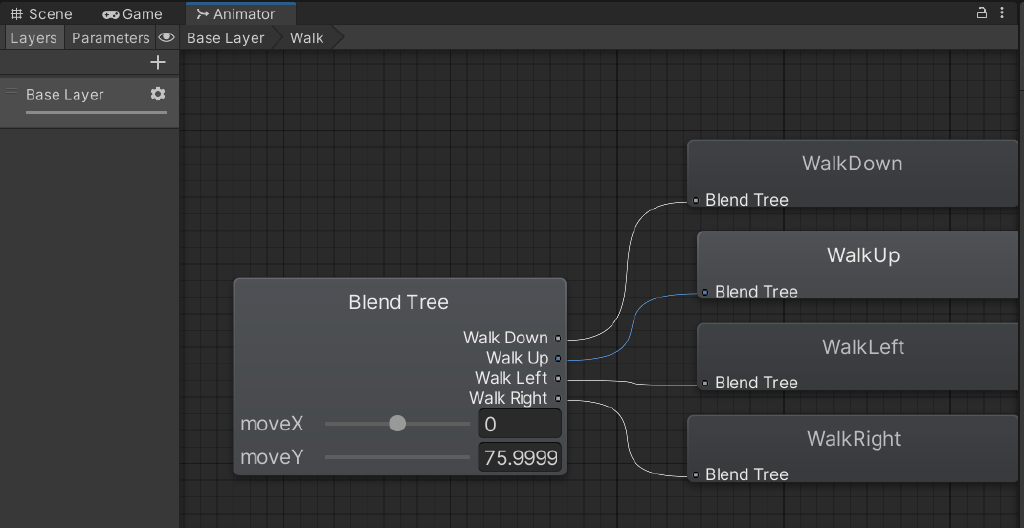 Scene Game Animator
Layers Parameters Base Layer Walk
Base Layer
WalkDown
Blend Tree
WalkUp
Blend Tree
WalkLeft
Blend Tree
WalkRight
Blend Tree
Blend Tree
Walk Down
Walk Up
Walk Left
Walk Right
moveX 0
moveY 75.9999